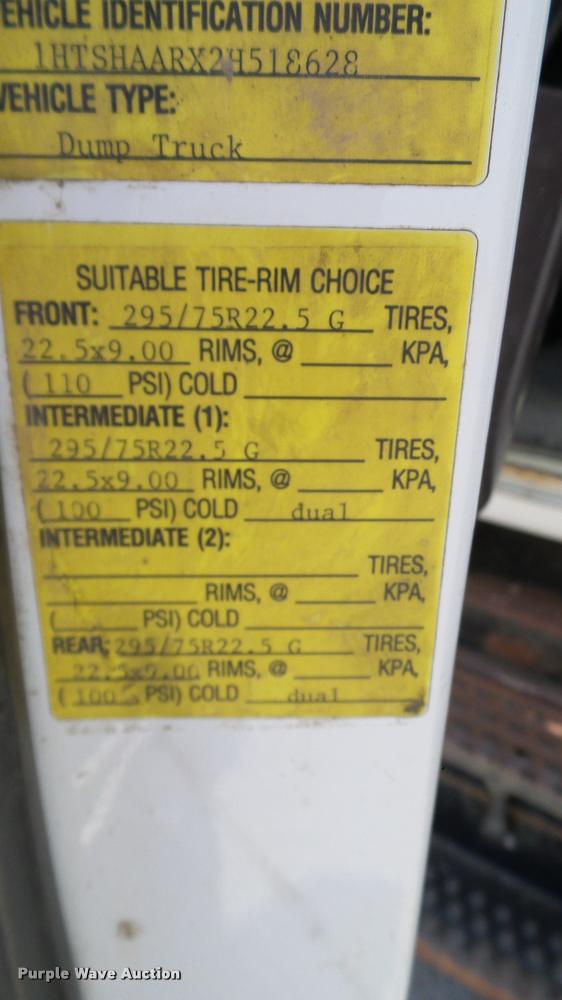 VEHICLE IDENTIFICATION NUMBER:
1HTSHAARX2H518628
VEHICLE TYPE:
Dump Truck
SUITABLE TIRE-RIM CHOICE
FRONT: 295/75R22.5 G TIRES,
22.5x9.00 RIMS, @ KPA,
(110 PSI) COLD
INTERMEDIATE (1):
295/75R22.5 G TIRES,
22.5x9.00 RIMS, @ KPA,
(100 PSI) COLD dual
INTERMEDIATE (2):
TIRES,
RIMS, @ KPA,
( PSI) COLD
REAR: 295/75R22.5 G TIRES,
22.5x9.00 RIMS, @ KPA,
(100 PSI) COLD dual
Purple Wave Auction